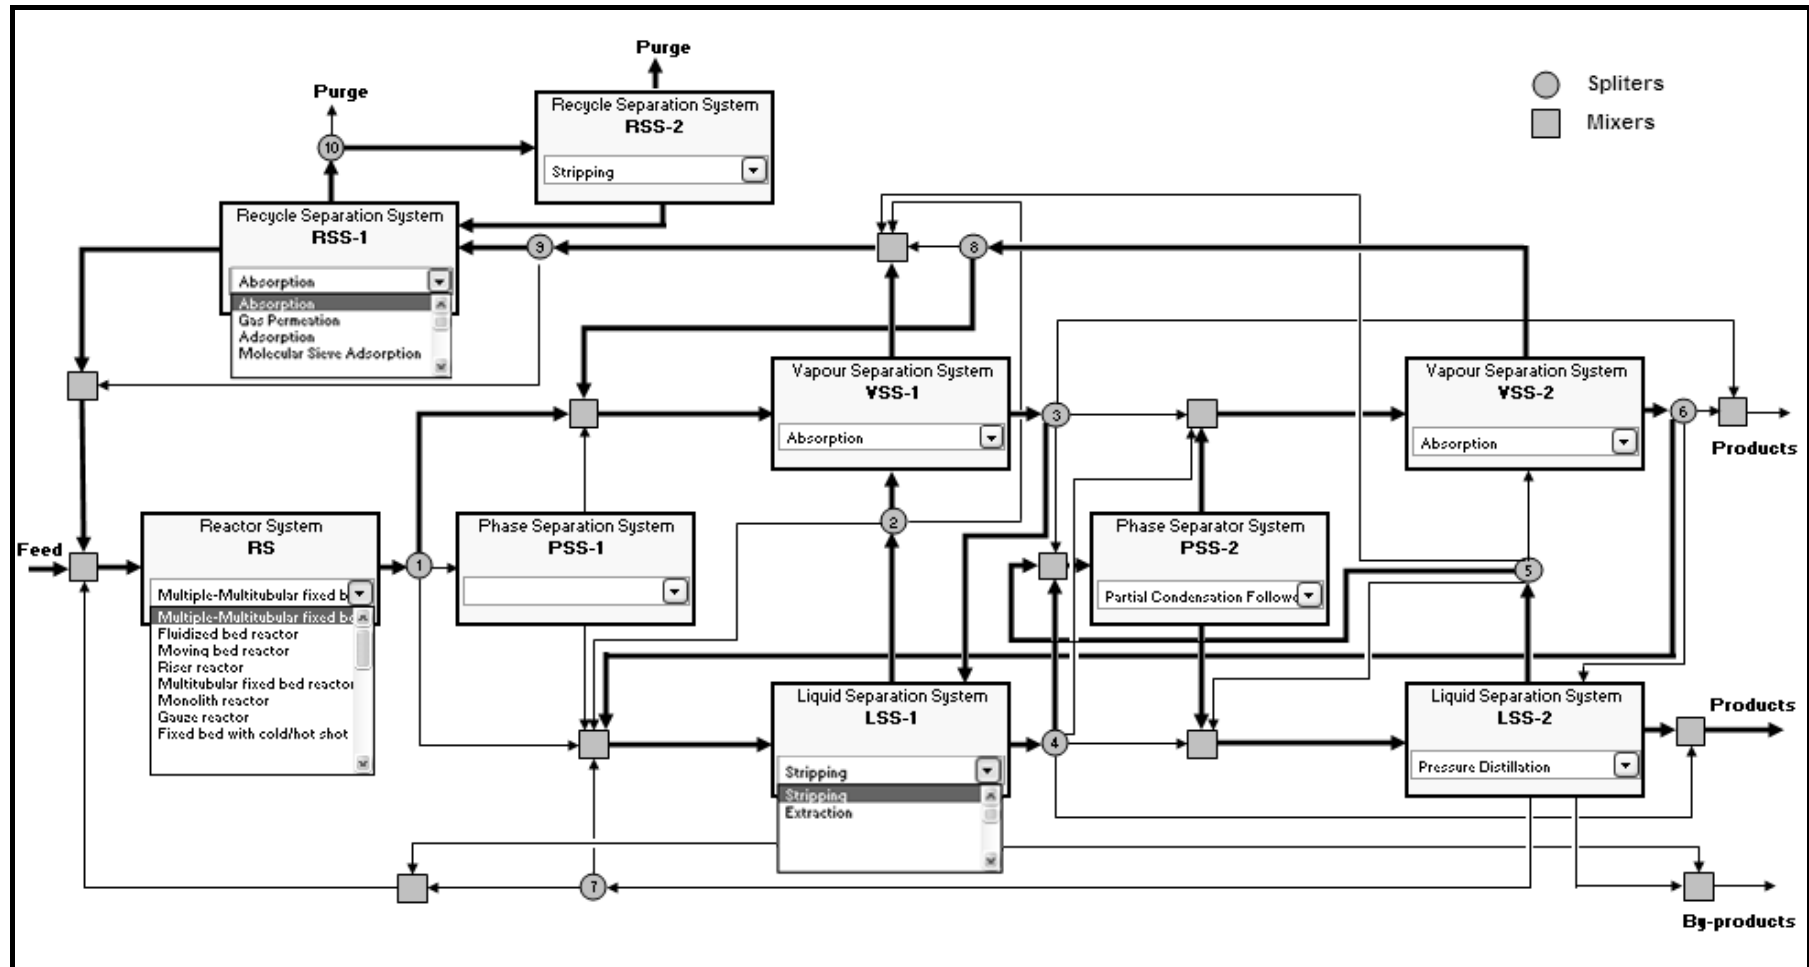 Purge
Purge
Recycle Separation System
RSS-2
Stripping
Spliters
Mixers
10
Recycle Separation System
RSS-1
Absorption
Absorption
Gas Permeation
Adsorption
Molecular Sieve Adsorption
9
8
Vapour Separation System
VSS-1
Absorption
3
Vapour Separation System
VSS-2
Absorption
6
Products
Feed
Reactor System
RS
Multiple-Multitubular fixed b
Multiple-Multitubular fixed be
Fluidized bed reactor
Moving bed reactor
Riser reactor
Multitubular fixed bed reactor
Monolith reactor
Gauze reactor
Fixed bed with cold/hot shot
1
Phase Separation System
PSS-1
2
Phase Separator System
PSS-2
Partial Condensation Followe
5
Liquid Separation System
LSS-1
Stripping
Stripping
Extraction
4
Liquid Separation System
LSS-2
Pressure Distillation
Products
7
By-products